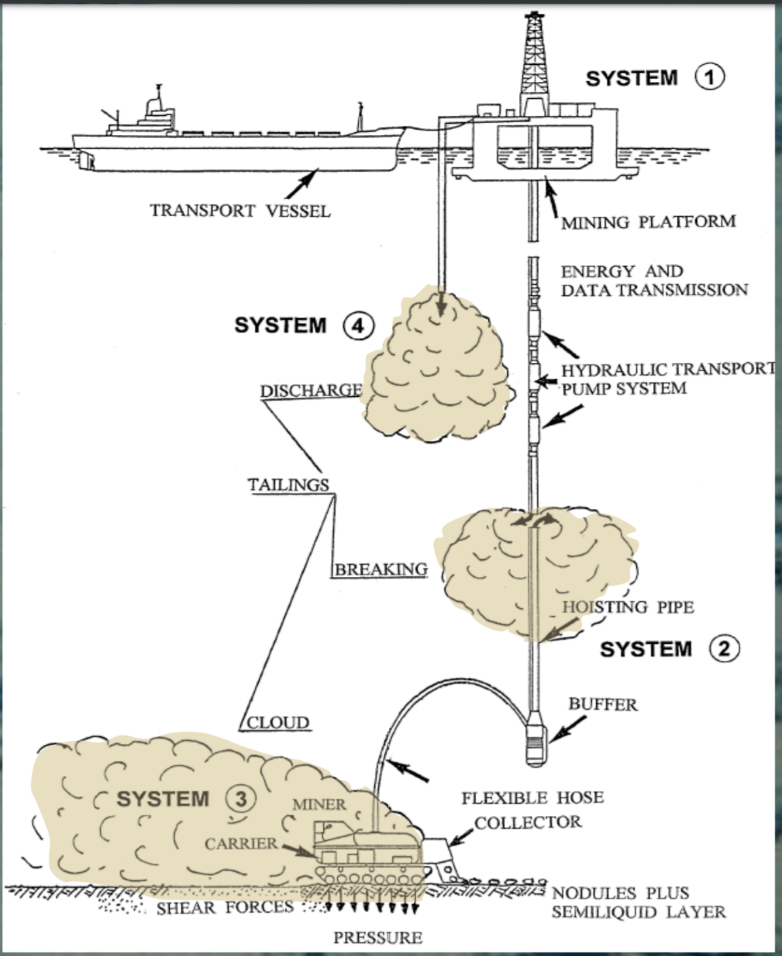 SYSTEM 1
TRANSPORT VESSEL
MINING PLATFORM
ENERGY AND
DATA TRANSMISSION
SYSTEM 4
HYDRAULIC TRANSPORT
PUMP SYSTEM
DISCHARGE
TAILINGS
BREAKING
HOISTING PIPE
SYSTEM 2
BUFFER
CLOUD
SYSTEM 3
MINER
FLEXIBLE HOSE
COLLECTOR
CARRIER
NODULES PLUS
SEMILIQUID LAYER
SHEAR FORCES
PRESSURE